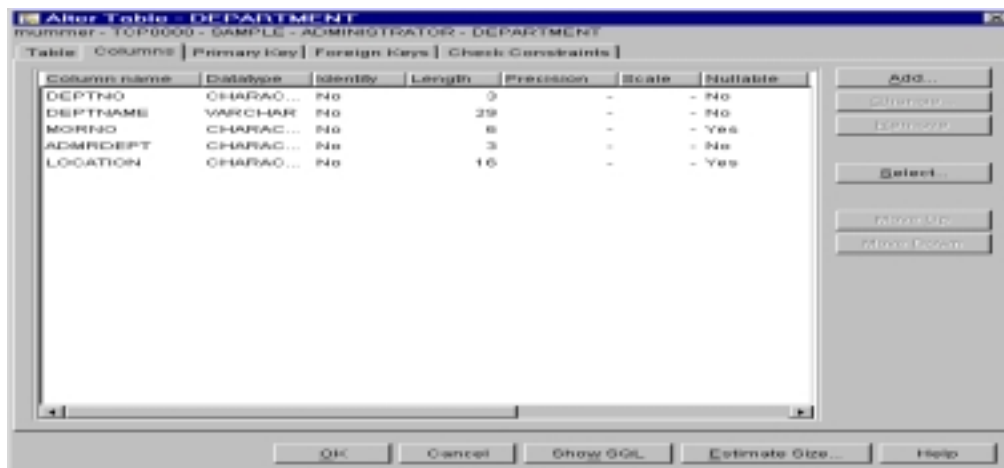 Alter Table - DEPARTMENT
mummer - TOP0000 - SAMPLE - ADMINISTRATOR - DEPARTMENT
Table Columns Primary Key Foreign Keys Check Constraints
Column name Datatype Identity Length Precision Scale Nullable
DEPTNO CHARAC... No 3 - - No
DEPTNAME VARCHAR No 29 - - No
MGRNO CHARAC... No 6 - - Yes
ADMRDEPT CHARAC... No 3 - - No
LOCATION CHARAC... No 16 - - Yes
Add...
Change...
Remove
Select...
Move Up
Move Down
OK Cancel Show SQL Estimate Size... Help